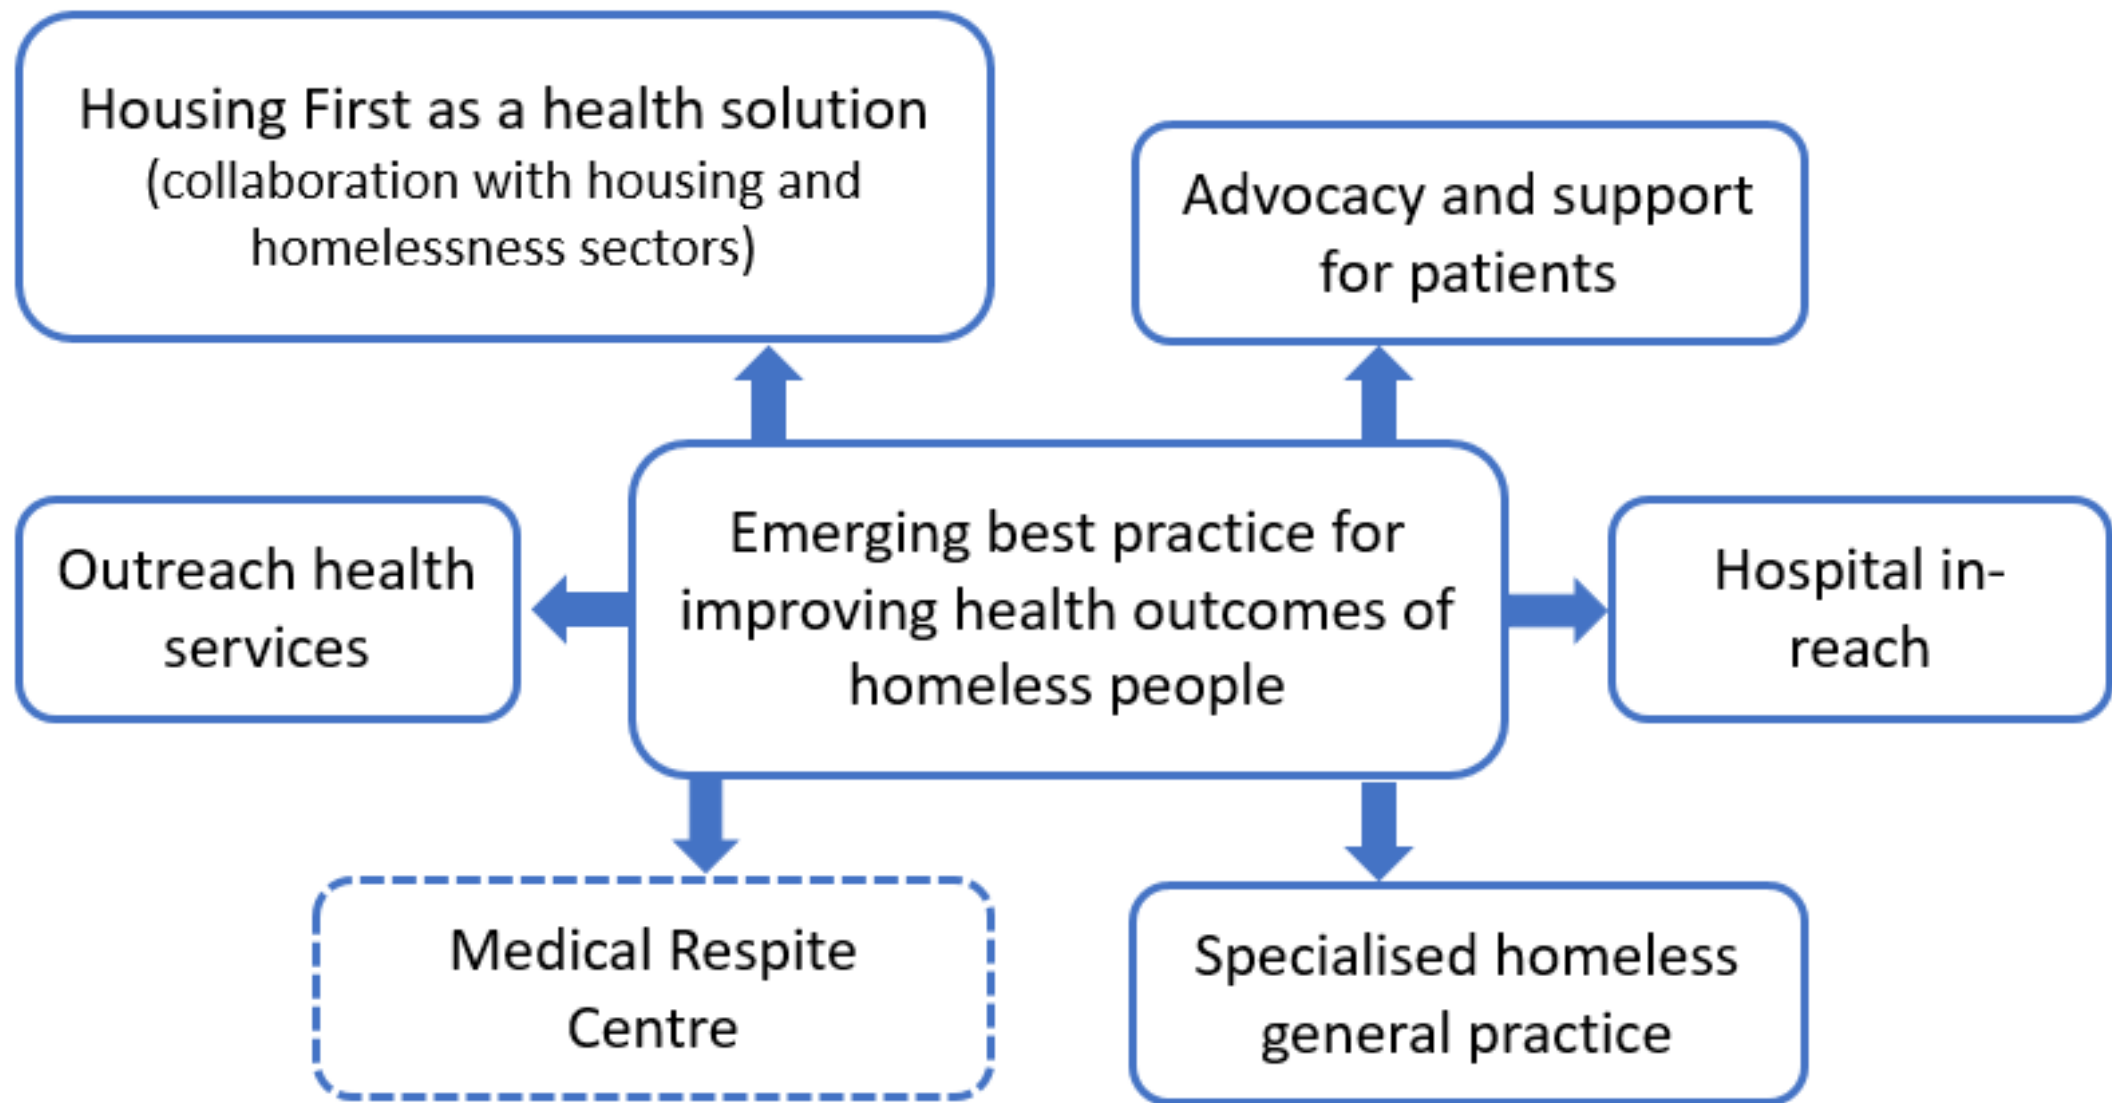 Housing First as a health solution
(collaboration with housing and
homelessness sectors)
Advocacy and support
for patients
Outreach health
services
Emerging best practice for
improving health outcomes of
homeless people
Hospital in-
reach
Medical Respite
Centre
Specialised homeless
general practice